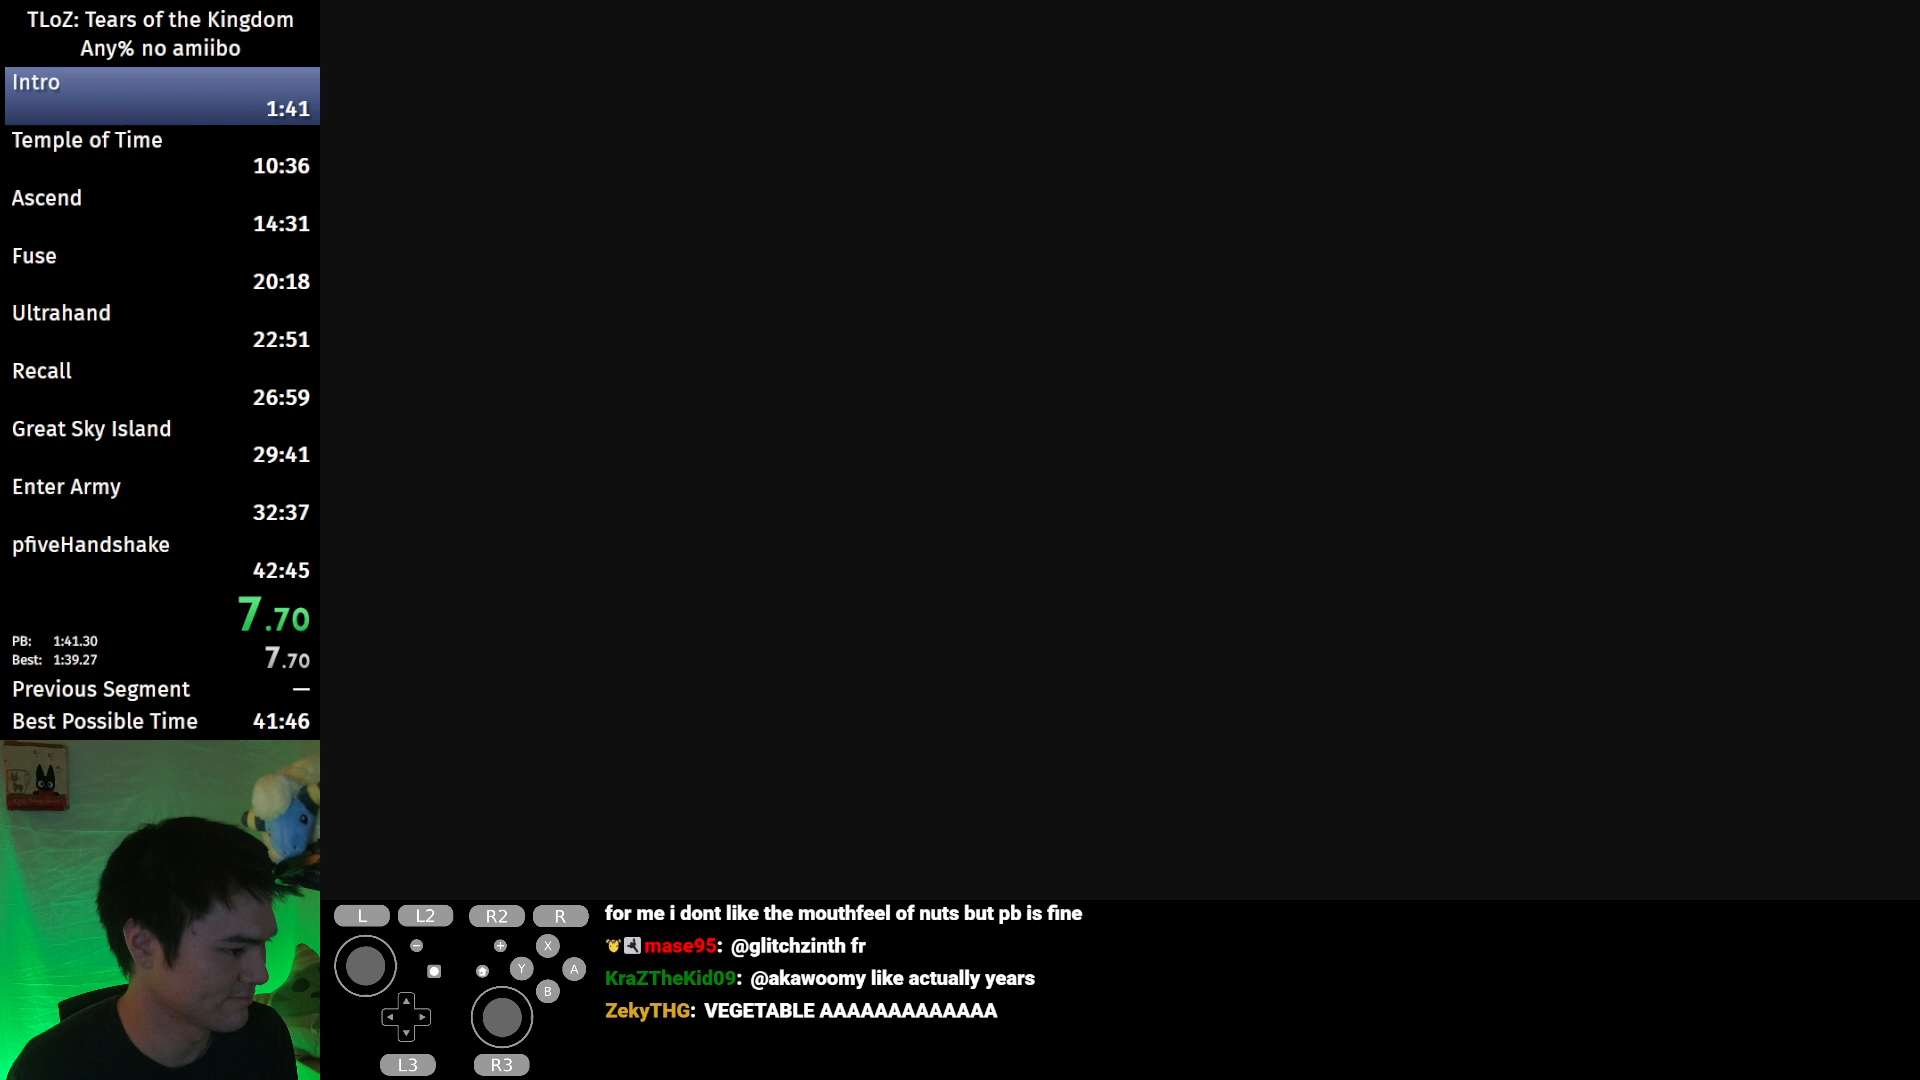 TLoZ: Tears of the Kingdom
Any% no amiibo
Intro
1:41
Temple of Time
10:36
Ascend
14:31
Fuse
20:18
Ultrahand
22:51
Recall
26:59
Great Sky Island
29:41
Enter Army
32:37
pfiveHandshake
42:45
7.70
PB: 1:41.30
Best: 1:39.27
7.70
Previous Segment —
Best Possible Time 41:46
L L2 R2 R
X
Y A
B
L3 R3
for me i dont like the mouthfeel of nuts but pb is fine
mase95: @glitchzinth fr
KraZTheKid09: @akawoomy like actually years
ZekyTHG: VEGETABLE AAAAAAAAAAAAA